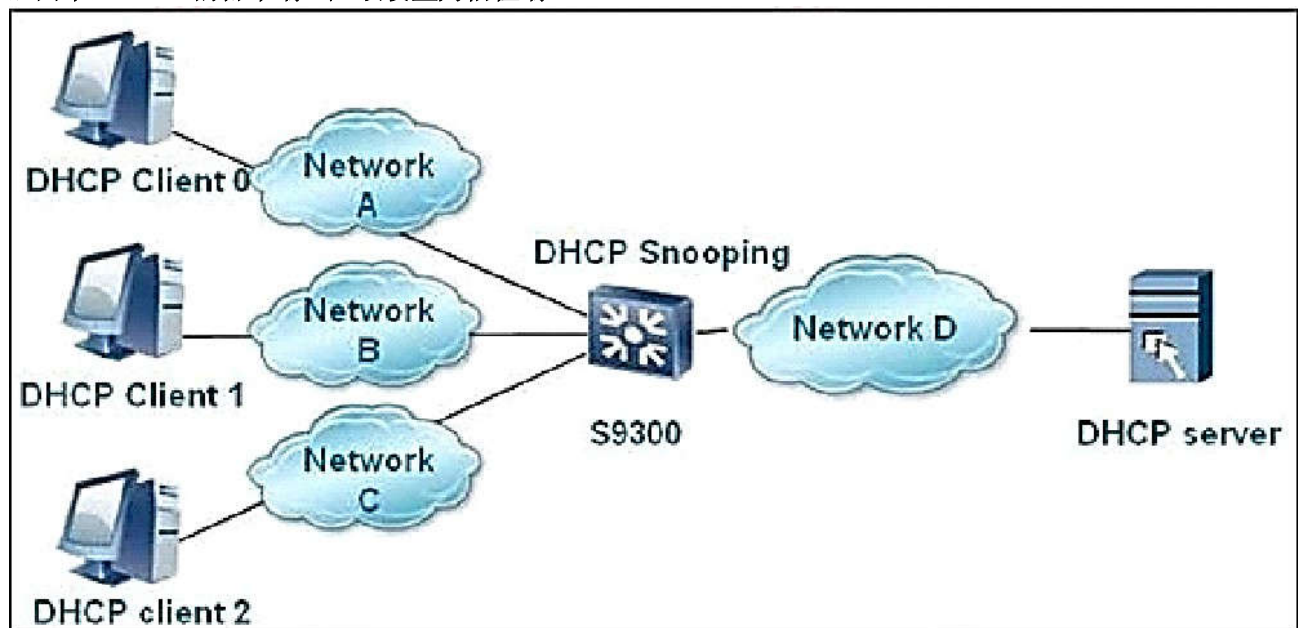 DHCP Client 0
Network
A
DHCP Snooping
DHCP Client 1
Network
B
S9300
Network D
DHCP server
Network
C
DHCP client 2